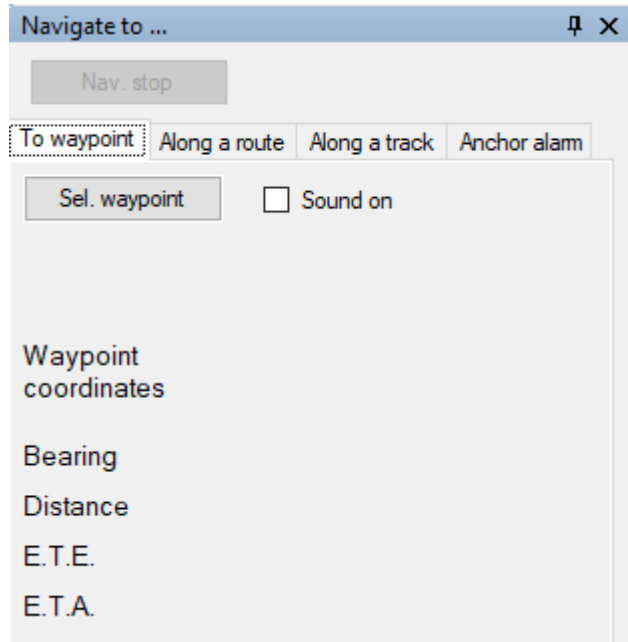 Navigate to ...
Nav. stop
To waypoint Along a route Along a track Anchor alarm
Sel. waypoint Sound on
Waypoint
coordinates
Bearing
Distance
E.T.E.
E.T.A.